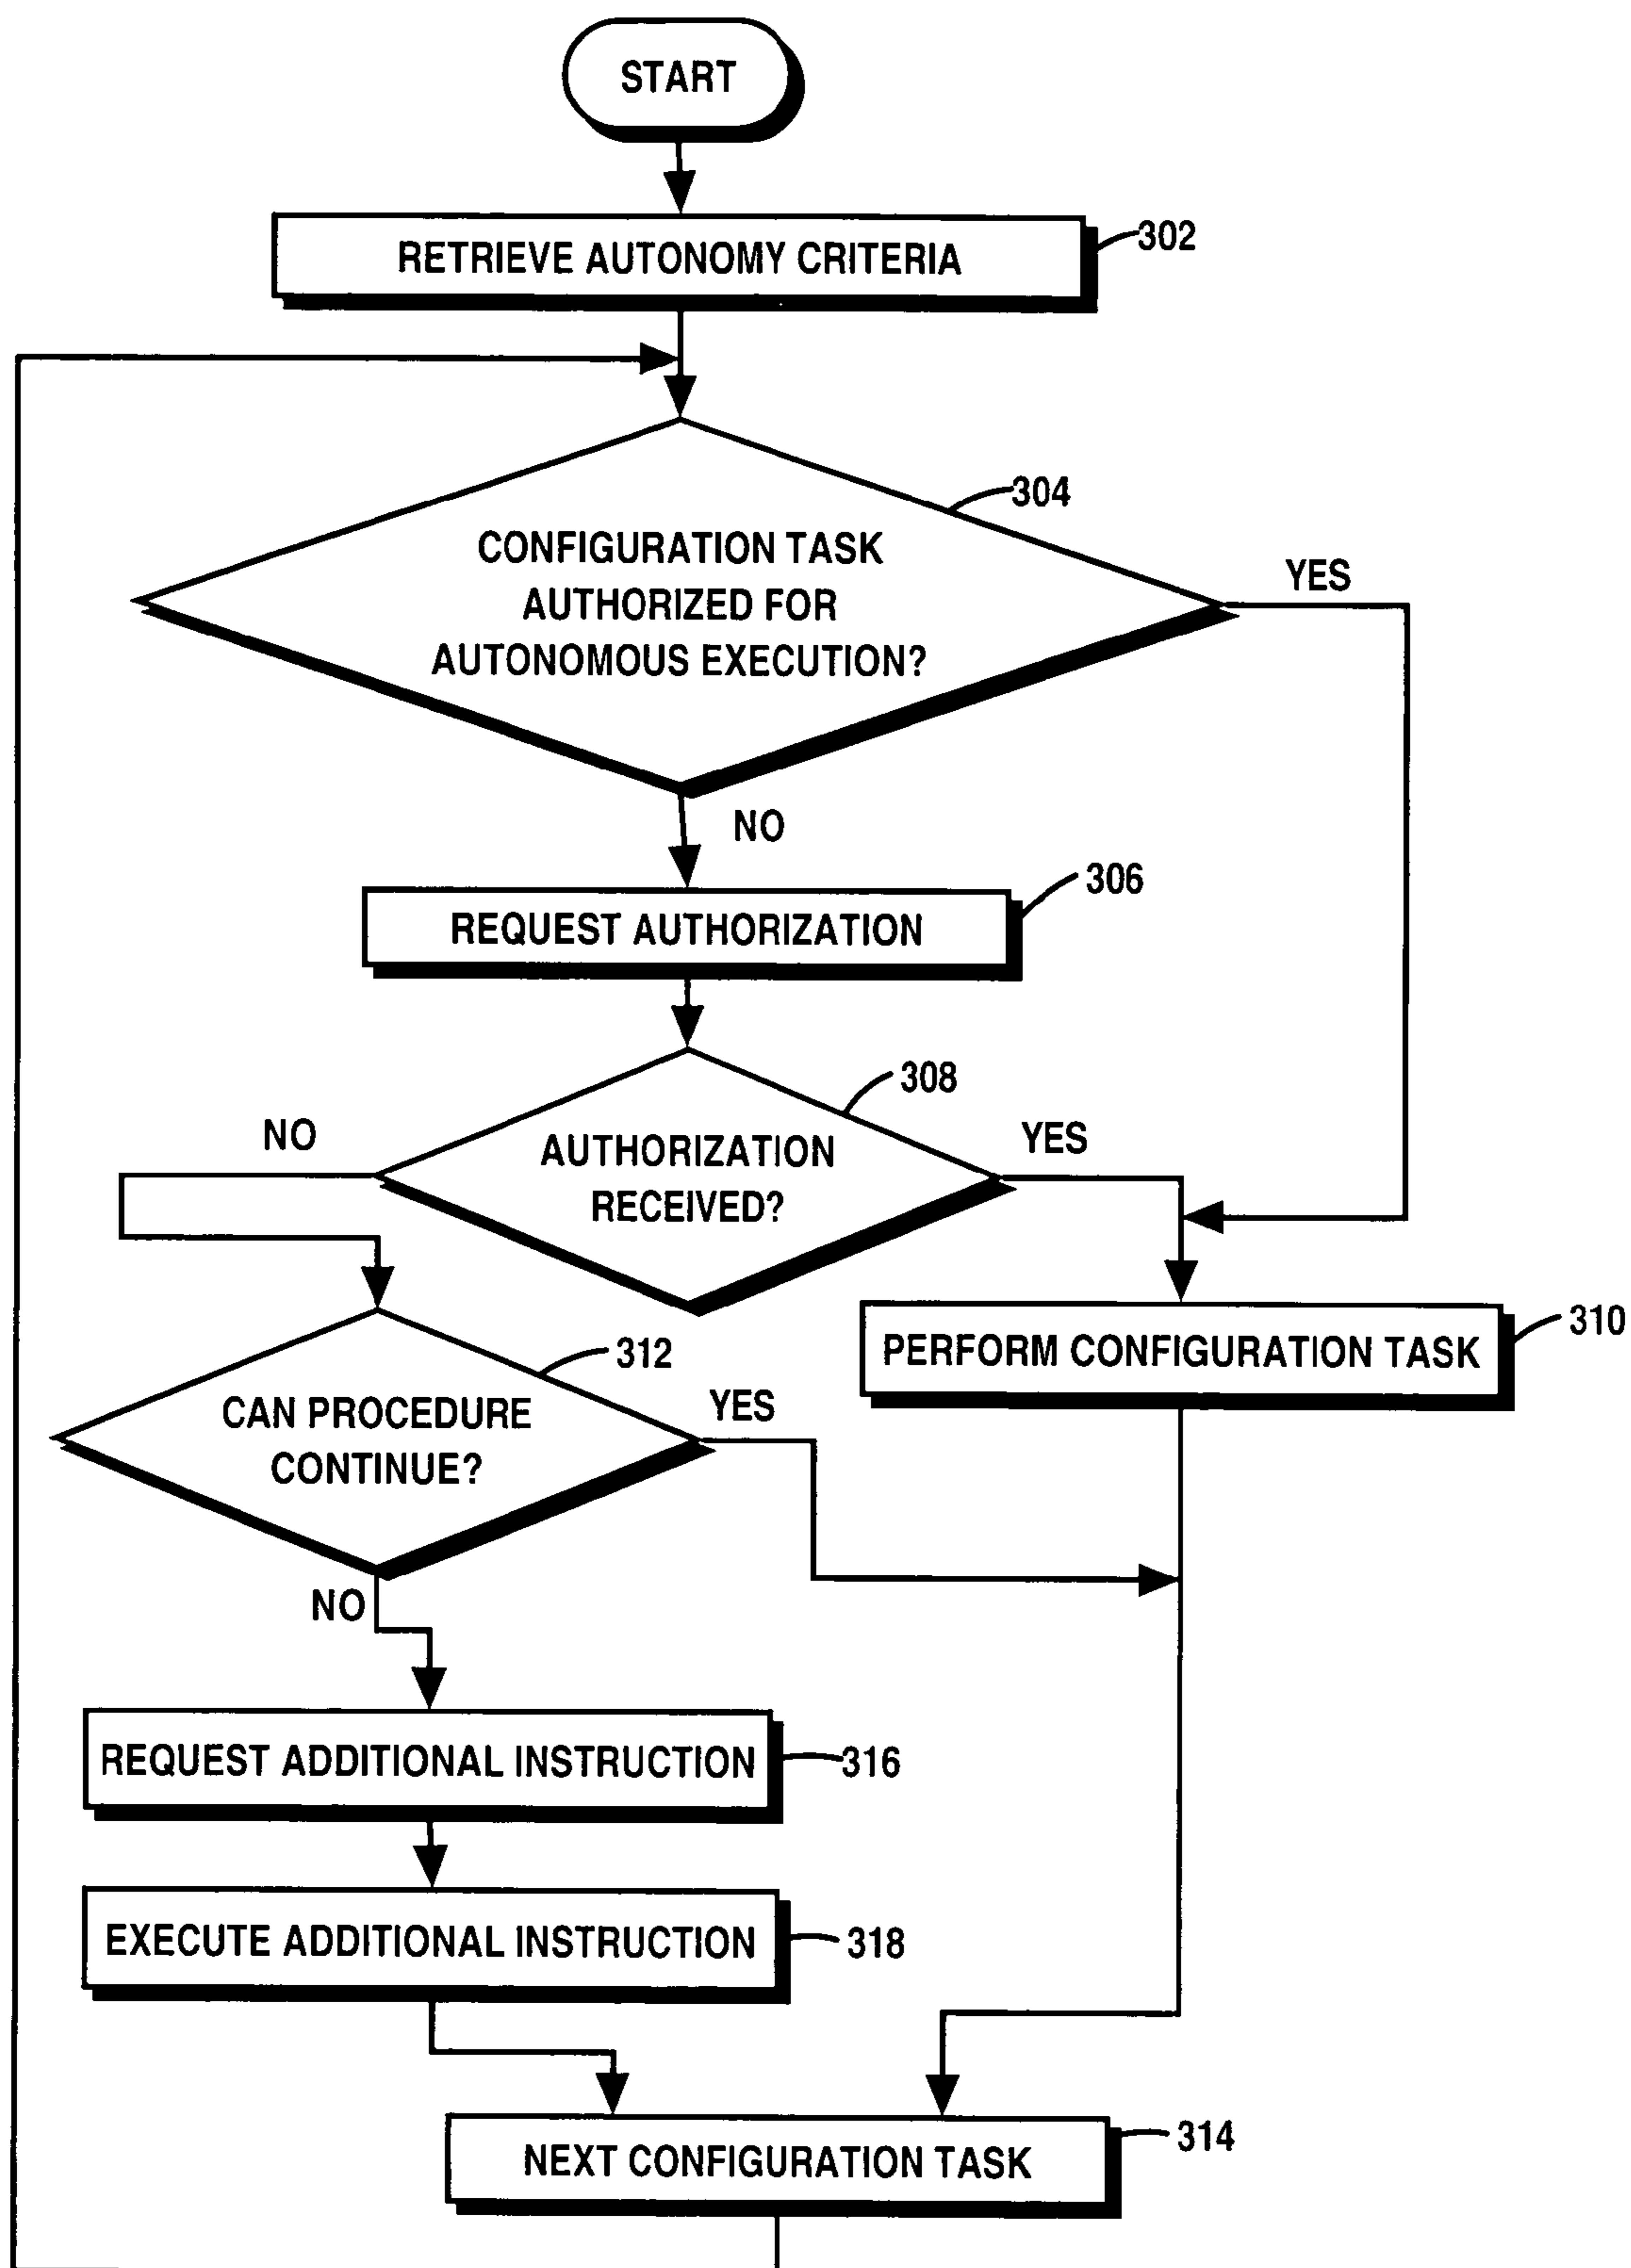 START
RETRIEVE AUTONOMY CRITERIA
302
304
CONFIGURATION TASK
AUTHORIZED FOR
AUTONOMOUS EXECUTION?
YES
NO
306
REQUEST AUTHORIZATION
308
NO
AUTHORIZATION
RECEIVED?
YES
310
PERFORM CONFIGURATION TASK
312
CAN PROCEDURE
CONTINUE?
YES
NO
REQUEST ADDITIONAL INSTRUCTION
316
EXECUTE ADDITIONAL INSTRUCTION
318
314
NEXT CONFIGURATION TASK